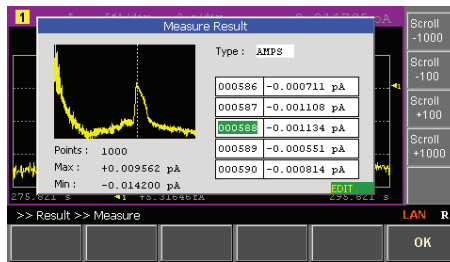 1
Measure Result
Scroll
-1000
Scroll
-100
Scroll
+100
Scroll
+1000
Type : AMPS
000586 -0.000711 pA
000587 -0.001108 pA
000588 -0.001134 pA
000589 -0.000551 pA
000590 -0.000814 pA
Points : 1000
Max : +0.009562 pA
Min : -0.014200 pA
EDIT
275.821 s
295.821 s
>> Result >> Measure
LAN R
OK